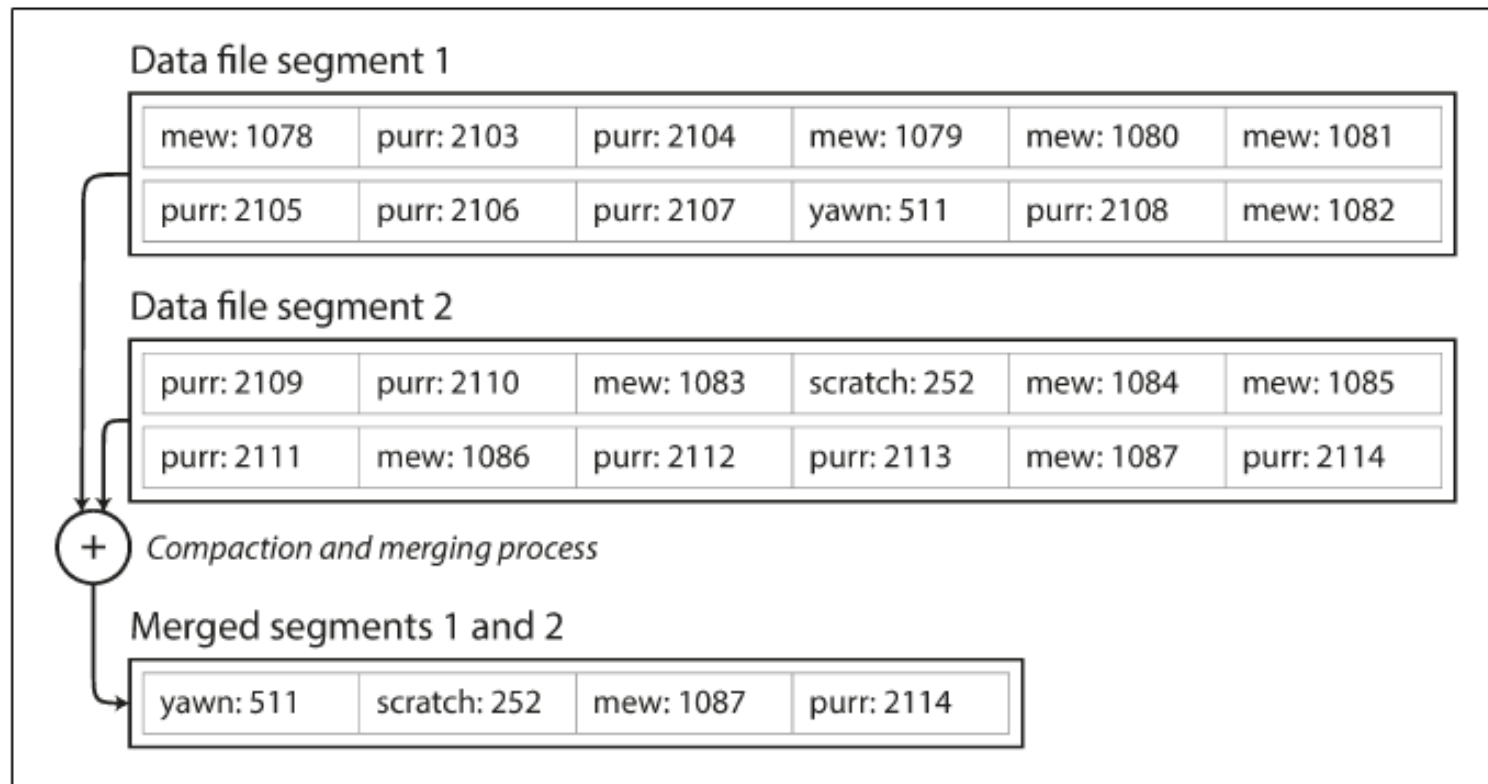 Data file segment 1
mew: 1078 purr: 2103 purr: 2104 mew: 1079 mew: 1080 mew: 1081
purr: 2105 purr: 2106 purr: 2107 yawn: 511 purr: 2108 mew: 1082
Data file segment 2
purr: 2109 purr: 2110 mew: 1083 scratch: 252 mew: 1084 mew: 1085
purr: 2111 mew: 1086 purr: 2112 purr: 2113 mew: 1087 purr: 2114
+ Compaction and merging process
Merged segments 1 and 2
yawn: 511 scratch: 252 mew: 1087 purr: 2114